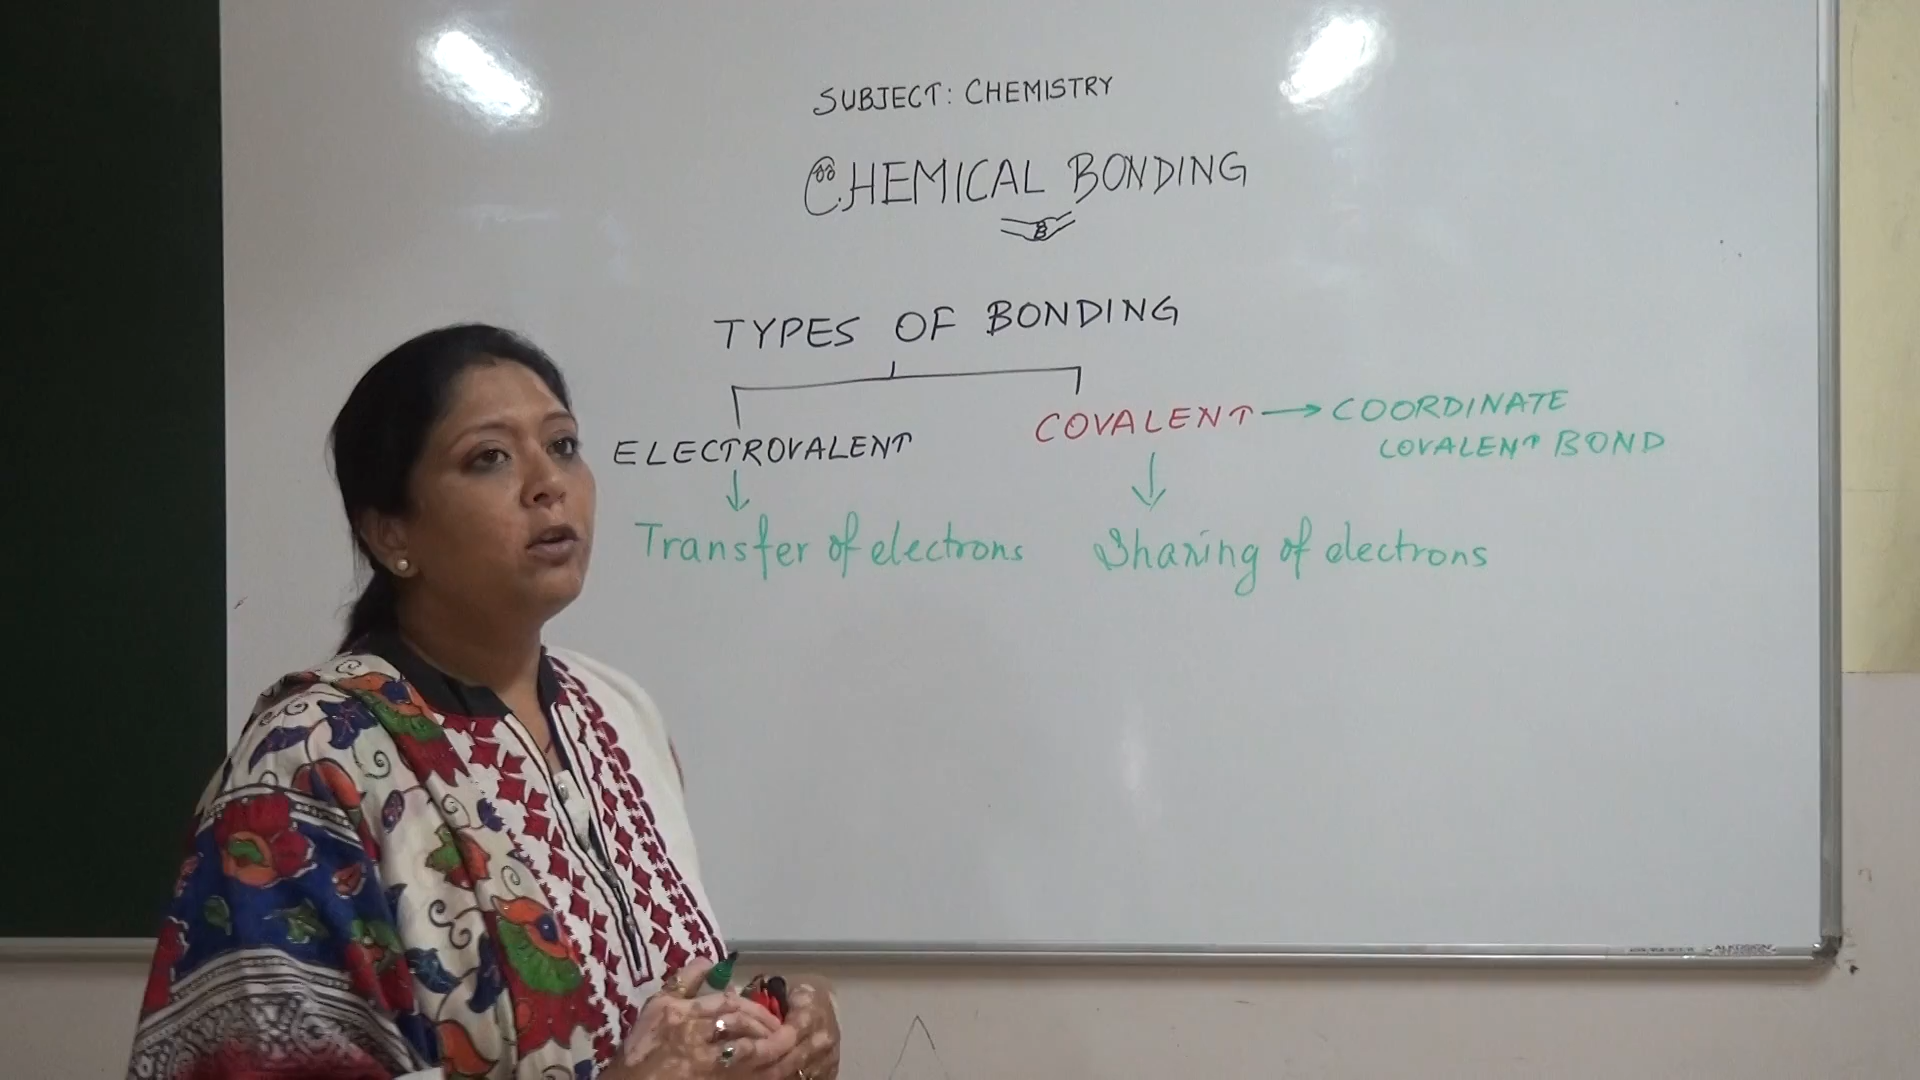 SUBJECT: CHEMISTRY
CHEMICAL BONDING
TYPES OF BONDING
ELECTROVALENT
COVALENT → COORDINATE
COVALENT BOND
Transfer of electrons
Sharing of electrons